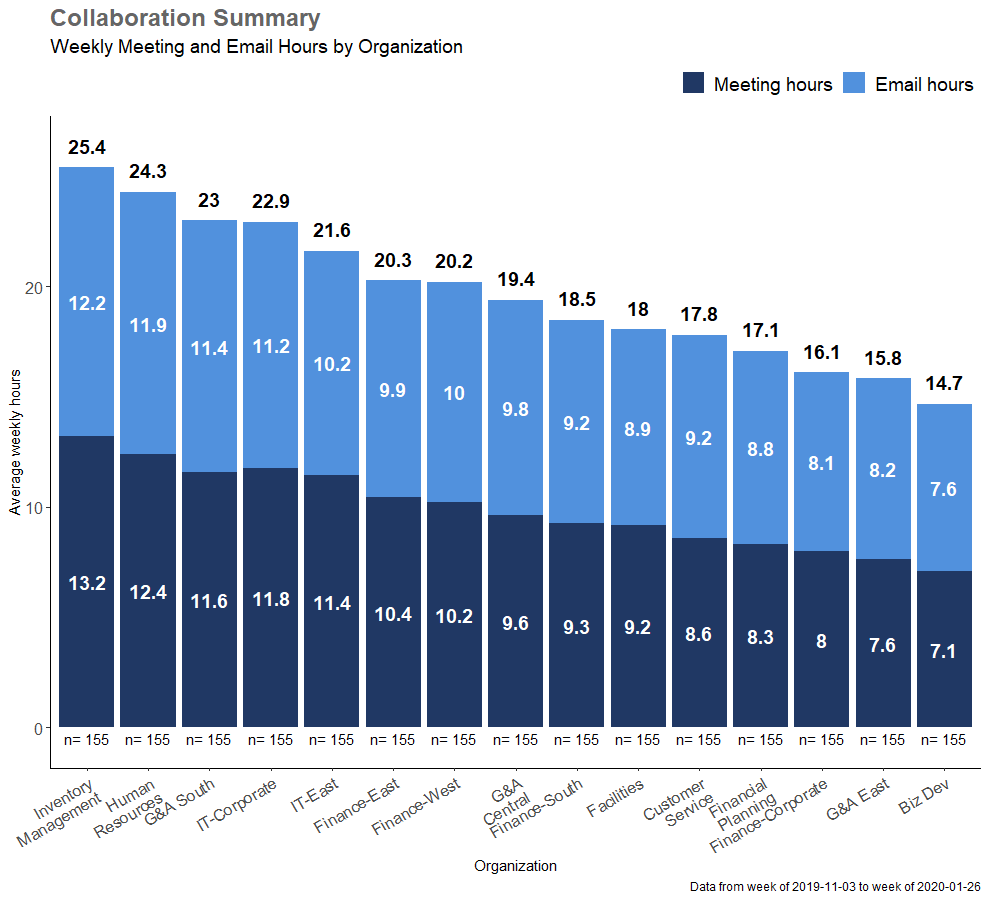 Collaboration Summary
Weekly Meeting and Email Hours by Organization
Meeting hours Email hours
25.4 24.3 23 22.9 21.6 20.3 20.2 19.4 18.5 18 17.8 17.1 16.1 15.8 14.7
12.2 11.9 11.4 11.2 10.2 9.9 10 9.8 9.2 8.9 9.2 8.8 8.1 8.2 7.6
13.2 12.4 11.6 11.8 11.4 10.4 10.2 9.6 9.3 9.2 8.6 8.3 8 7.6 7.1
n= 155 n= 155 n= 155 n= 155 n= 155 n= 155 n= 155 n= 155 n= 155 n= 155 n= 155 n= 155 n= 155 n= 155 n= 155
20
10
0
Average weekly hours
Inventory
Management
Human
Resources
G&A South
IT-Corporate
IT-East
Finance-East
Finance-West
G&A
Central
Finance-South
Facilities
Customer
Service
Financial
Planning
Finance-Corporate
G&A East
Biz Dev
Organization
Data from week of 2019-11-03 to week of 2020-01-26